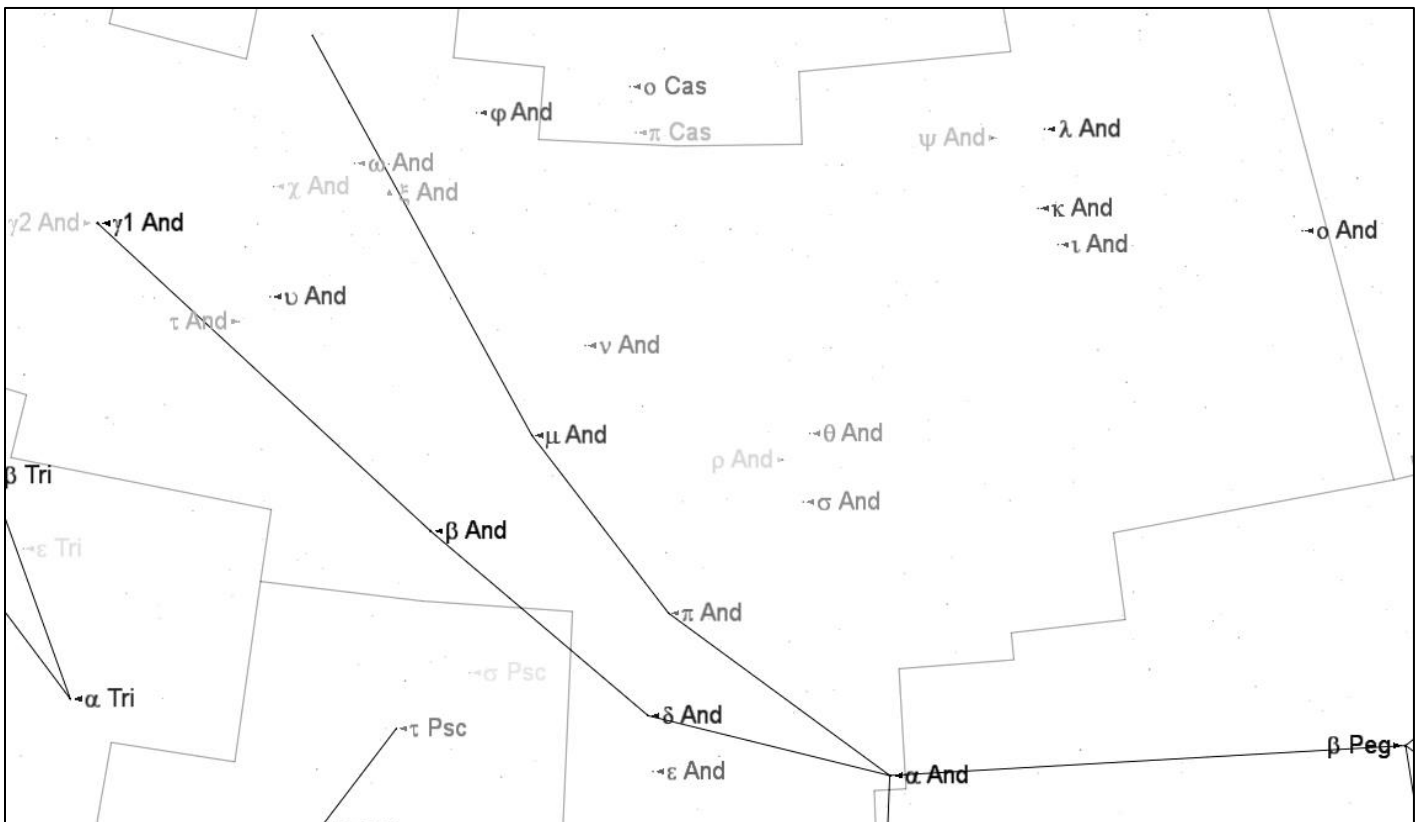 ο Cas
φ And
π Cas
ψ And
λ And
ω And
χ And
ξ And
κ And
γ2 And
γ1 And
ο And
ι And
υ And
τ And
ν And
μ And
θ And
ρ And
β Tri
σ And
β And
ε Tri
π And
σ Psc
α Tri
δ And
τ Psc
β Peg
ε And
α And